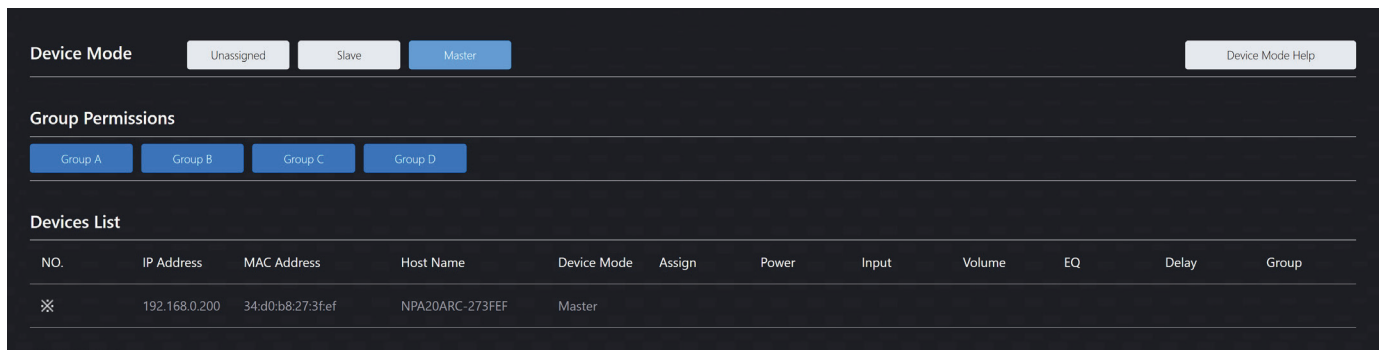 Device Mode Unassigned Slave Master Device Mode Help
Group Permissions
Group A Group B Group C Group D
Devices List
NO. IP Address MAC Address Host Name Device Mode Assign Power Input Volume EQ Delay Group
※ 192.168.0.200 34:d0:b8:27:3f:ef NPA20ARC-273FEF Master